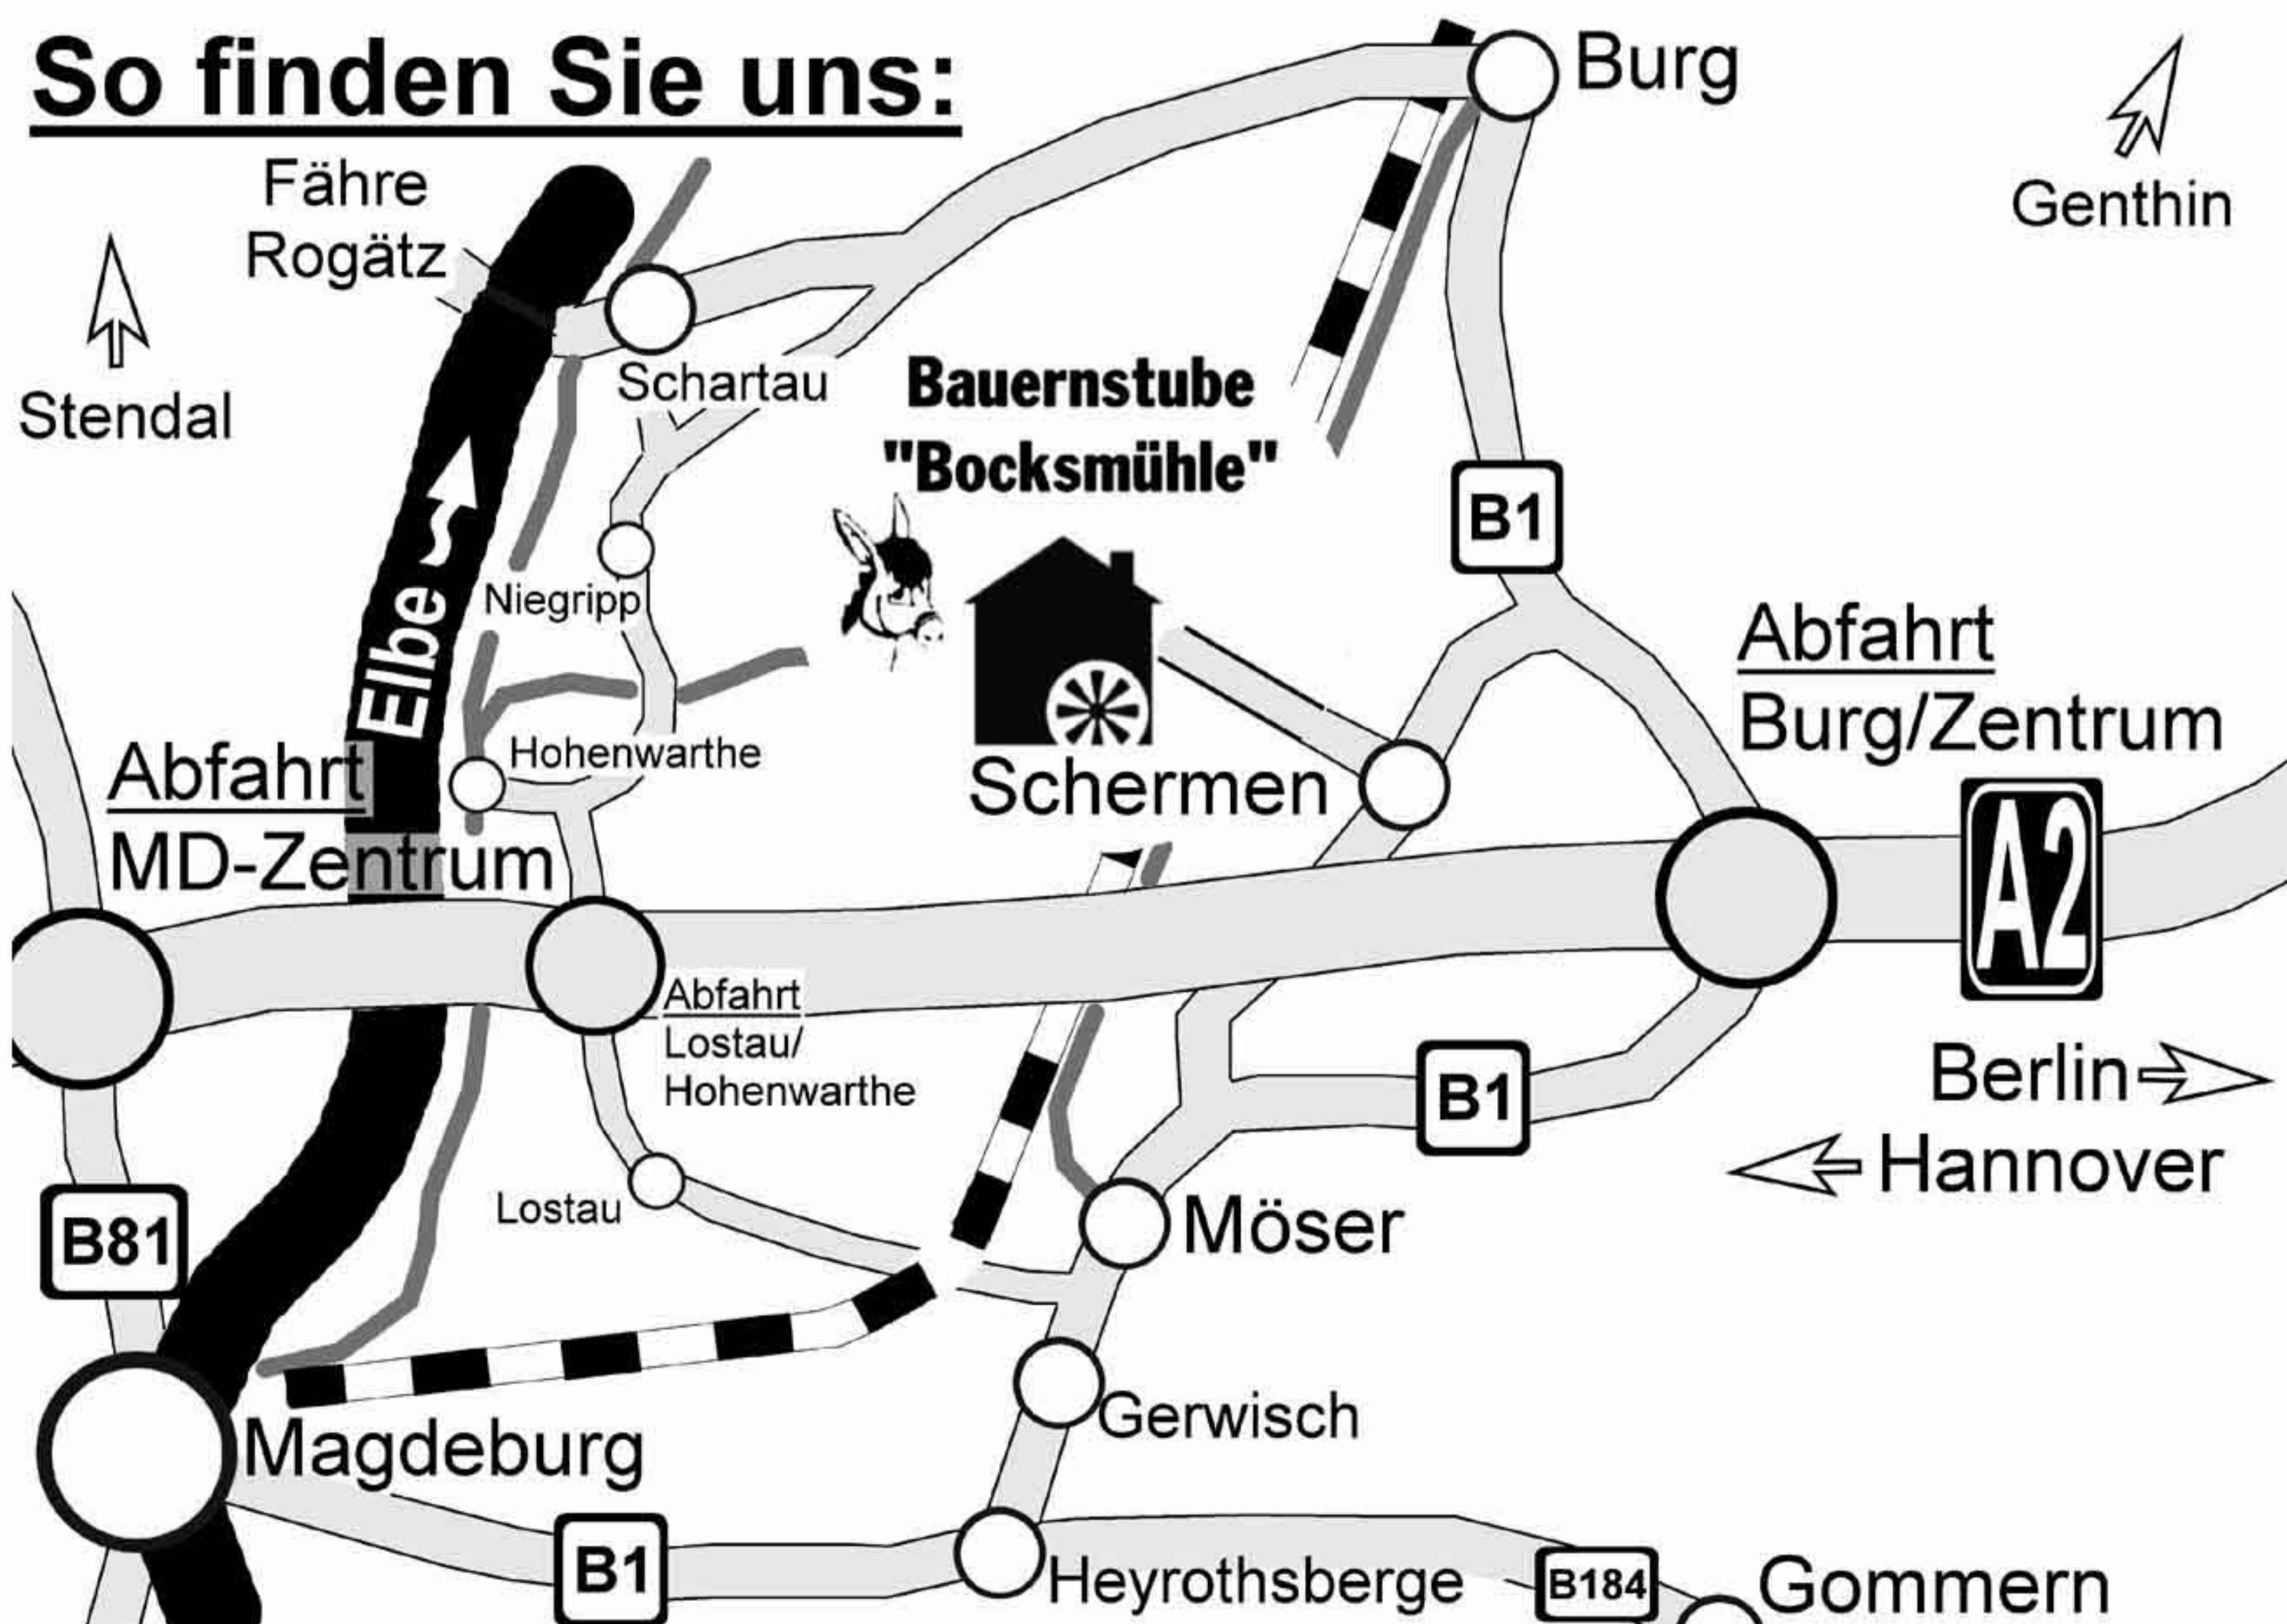 So finden Sie uns:
Burg
Genthin
Fähre
Rogätz
Stendal
Schartau
Bauernstube
"Bocksmühle"
B1
Niegripp
Elbe
Abfahrt
Burg/Zentrum
Hohenwarthe
Abfahrt
MD-Zentrum
Schermen
A2
Abfahrt
Lostau/
Hohenwarthe
Berlin
B1
Hannover
Lostau
Möser
B81
Gerwisch
Magdeburg
B1
Heyrothsberge
B184
Gommern